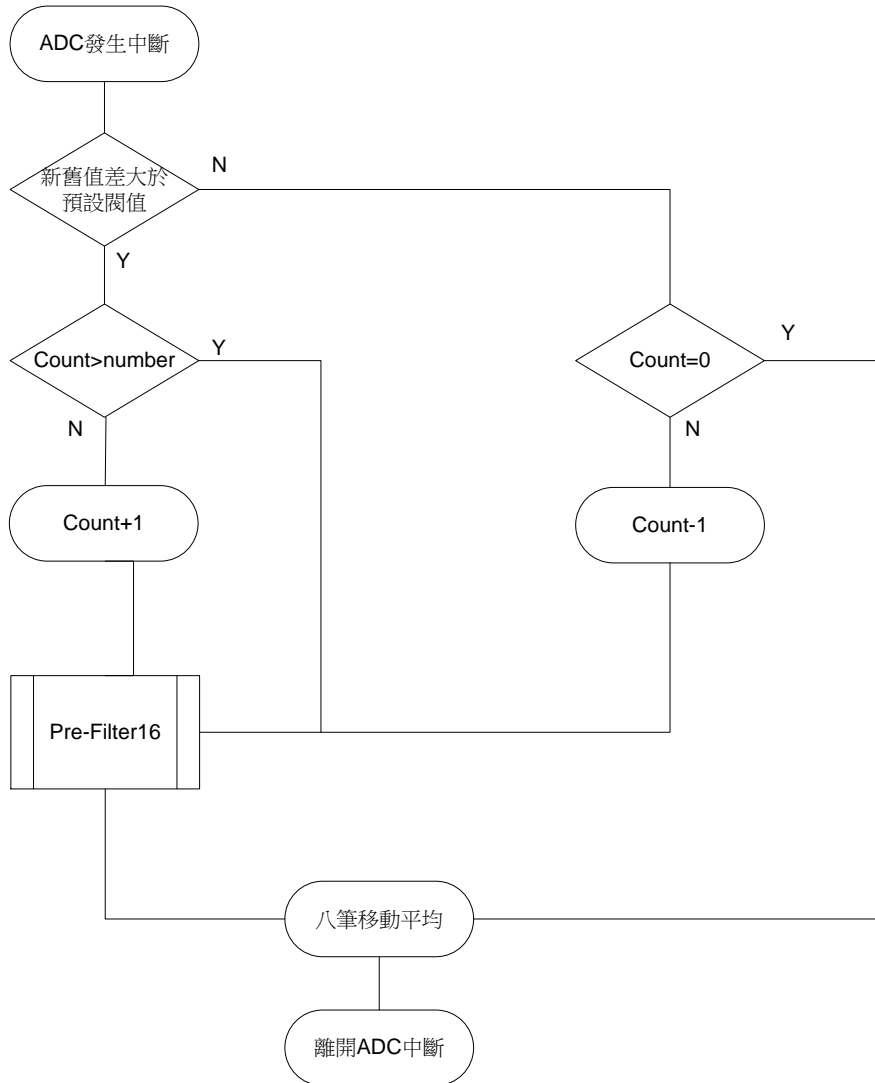 ADC發生中斷
新舊值差大於
預設閥值
N
Y
Count>number
Y
Count=0
Y
N
N
Count+1
Count-1
Pre-Filter16
八筆移動平均
離開ADC中斷